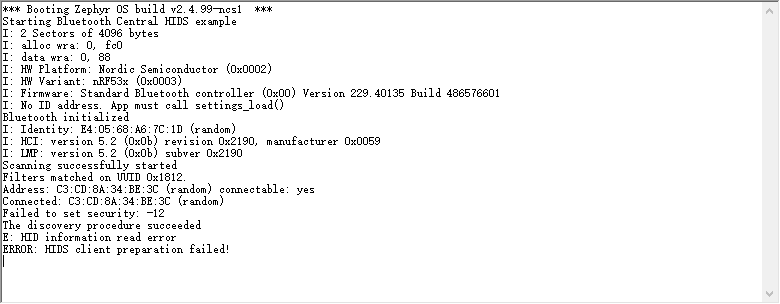 *** Booting Zephyr OS build v2.4.99-ncs1  ***
Starting Bluetooth Central HIDS example
I: 2 Sectors of 4096 bytes
I: alloc wra: 0, fc0
I: data wra: 0, 88
I: HW Platform: Nordic Semiconductor (0x0002)
I: HW Variant: nRF53x (0x0003)
I: Firmware: Standard Bluetooth controller (0x00) Version 229.40135 Build 486576601
I: No ID address. App must call settings_load()
Bluetooth initialized
I: Identity: E4:05:68:A6:7C:1D (random)
I: HCI: version 5.2 (0x0b) revision 0x2190, manufacturer 0x0059
I: LMP: version 5.2 (0x0b) subver 0x2190
Scanning successfully started
Filters matched on UUID 0x1812.
Address: C3:CD:8A:34:BE:3C (random) connectable: yes
Connected: C3:CD:8A:34:BE:3C (random)
Failed to set security: -12
The discovery procedure succeeded
E: HID information read error
ERROR: HIDS client preparation failed!